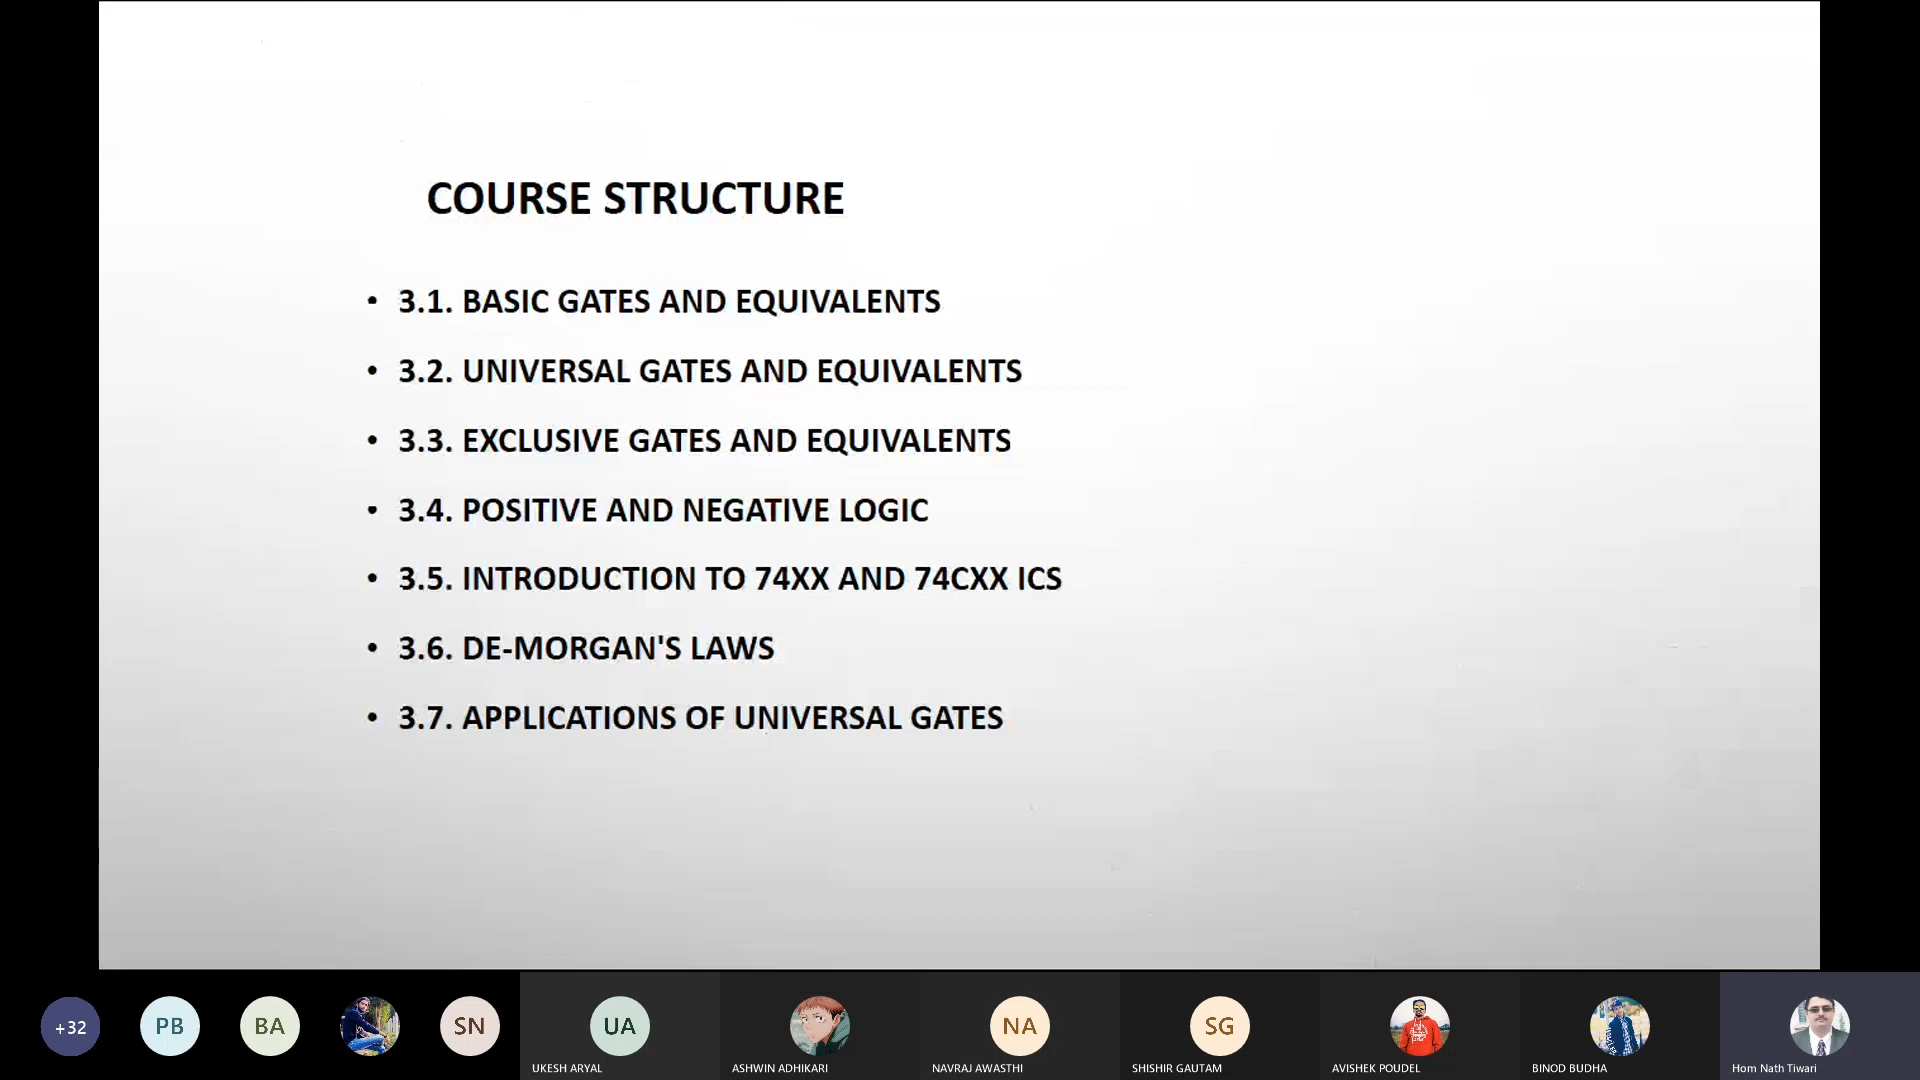 COURSE STRUCTURE
• 3.1. BASIC GATES AND EQUIVALENTS
• 3.2. UNIVERSAL GATES AND EQUIVALENTS
• 3.3. EXCLUSIVE GATES AND EQUIVALENTS
• 3.4. POSITIVE AND NEGATIVE LOGIC
• 3.5. INTRODUCTION TO 74XX AND 74CXX ICS
• 3.6. DE-MORGAN'S LAWS
• 3.7. APPLICATIONS OF UNIVERSAL GATES
+32
PB
BA
SN
UA
NA
SG
UKESH ARYAL
ASHWIN ADHIKARI
NAVRAJ AWASTHI
SHISHIR GAUTAM
AVISHEK POUDEL
BINOD BUDHA
Hom Nath Tiwari